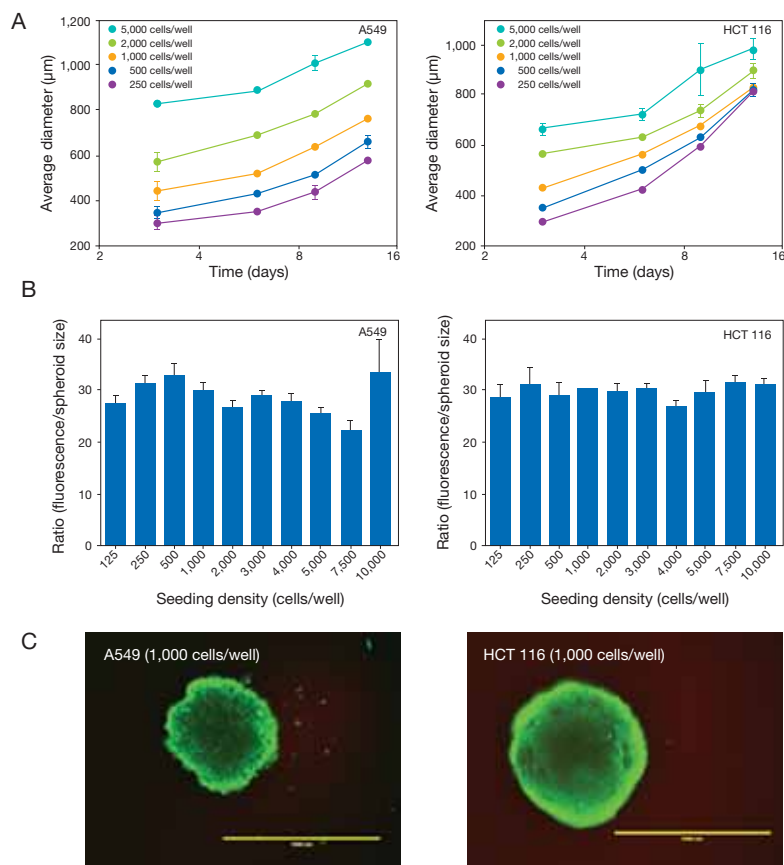 A
A549
5,000 cells/well
2,000 cells/well
1,000 cells/well
500 cells/well
250 cells/well
Average diameter (µm)
1,200
1,000
800
600
400
200
2
4
8
16
Time (days)
HCT 116
5,000 cells/well
2,000 cells/well
1,000 cells/well
500 cells/well
250 cells/well
Average diameter (µm)
1,000
800
600
400
200
2
4
8
16
Time (days)
B
A549
Ratio (fluorescence/spheroid size)
40
30
20
10
0
125
250
500
1,000
2,000
3,000
4,000
5,000
7,500
10,000
Seeding density (cells/well)
HCT 116
Ratio (fluorescence/spheroid size)
40
30
20
10
0
125
250
500
1,000
2,000
3,000
4,000
5,000
7,500
10,000
Seeding density (cells/well)
C
A549 (1,000 cells/well)
HCT 116 (1,000 cells/well)